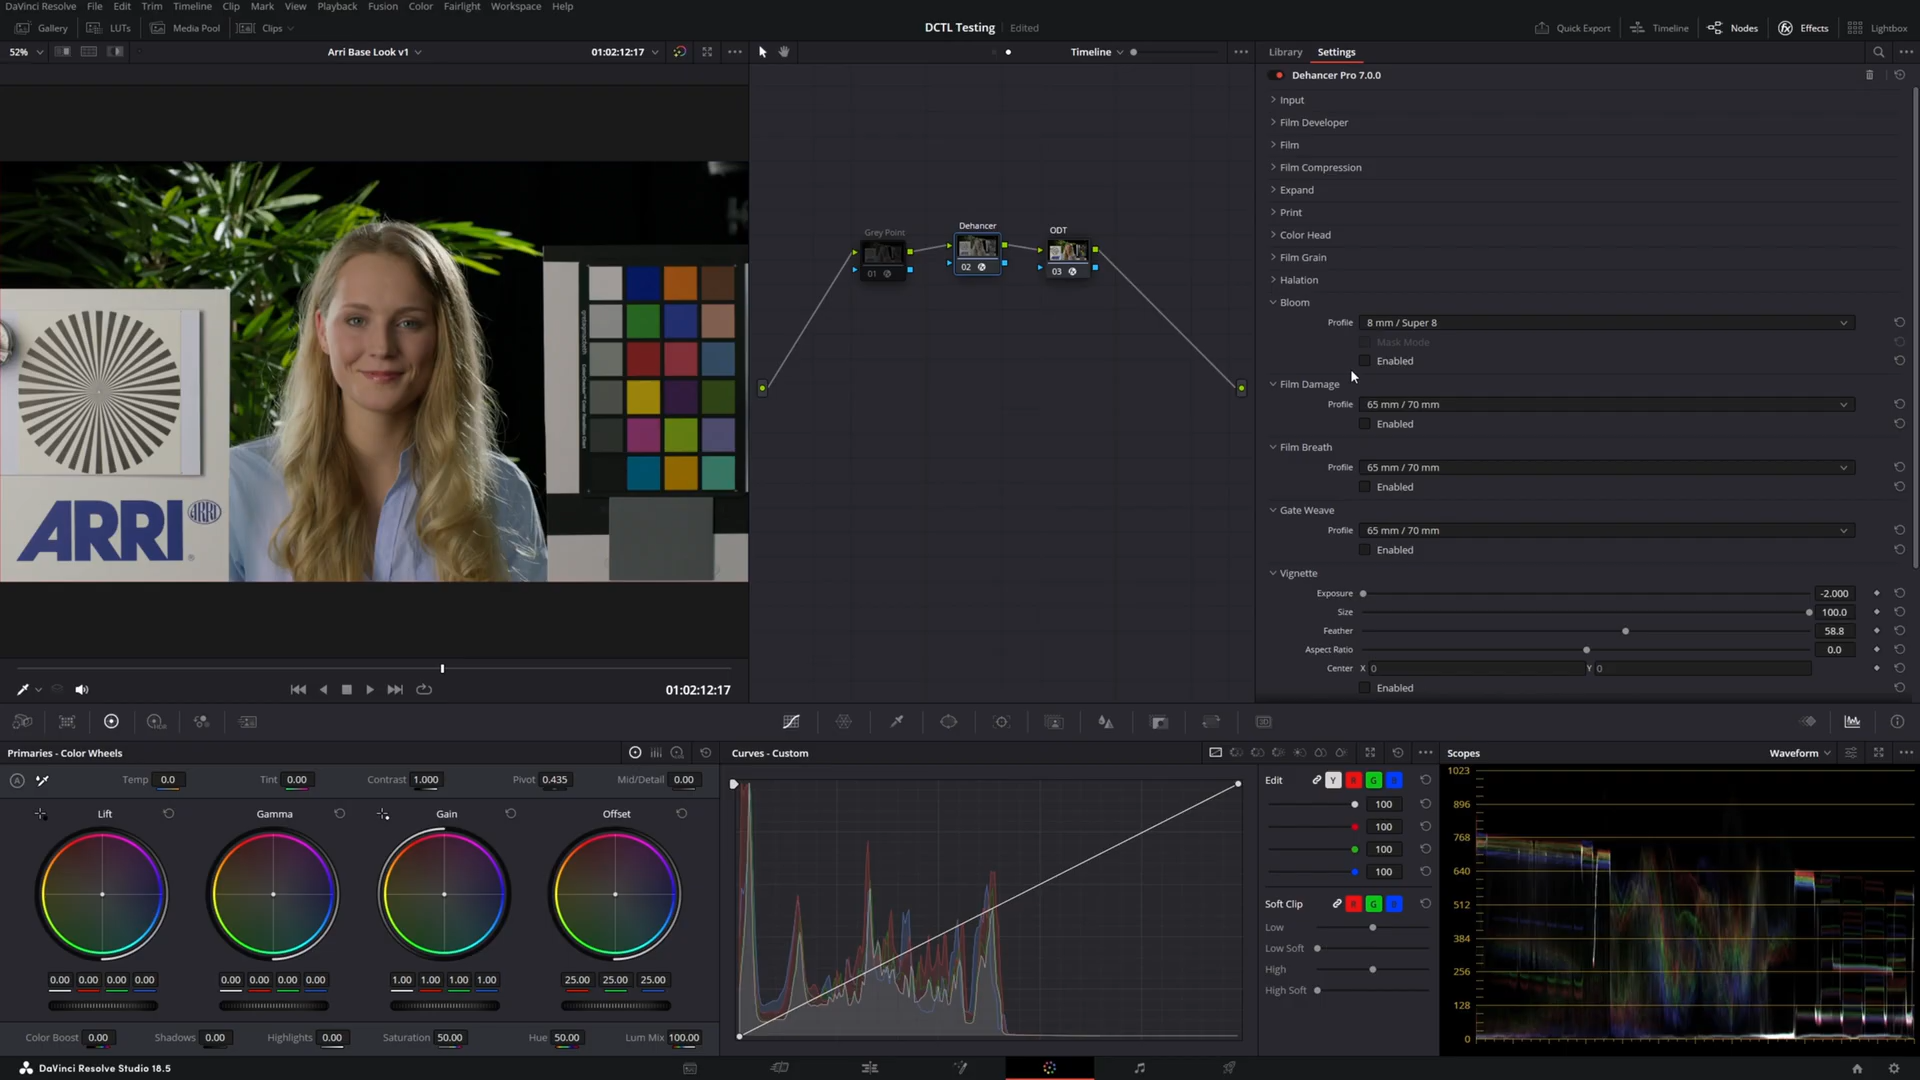 DaVinci Resolve File Edit Trim Timeline Clip Mark View Playback Fusion Color Fairlight Workspace Help
Gallery LUTs Media Pool Clips DCTL Testing Edited Quick Export Timeline Nodes Effects Lightbox
52% Arri Base Look v1 01:02:12:17 Timeline Library Settings
Dehancer Pro 7.0.0
Input
Film Developer
Film
Film Compression
Expand
Print
Color Head
Film Grain
Halation
Bloom
Profile 8 mm / Super 8
Mask Mode
Enabled
Film Damage
Profile 65 mm / 70 mm
Enabled
Film Breath
Profile 65 mm / 70 mm
Enabled
Gate Weave
Profile 65 mm / 70 mm
Enabled
Vignette
Exposure -2.000
Size 100.0
Feather 58.8
Aspect Ratio 0.0
Center X 0 Y 0
Enabled
Grey Point
01
Dehancer
02
ODT
03
ARRI
ARRI
01:02:12:17
Primaries - Color Wheels
Temp 0.0 Tint 0.00 Contrast 1.000 Pivot 0.435 Mid/Detail 0.00
Lift Gamma Gain Offset
0.00 0.00 0.00 0.00 0.00 0.00 0.00 0.00 1.00 1.00 1.00 1.00 25.00 25.00 25.00
Color Boost 0.00 Shadows 0.00 Highlights 0.00 Saturation 50.00 Hue 50.00 Lum Mix 100.00
Curves - Custom
Edit Y R G B
100
100
100
100
Soft Clip R G B
Low
Low Soft
High
High Soft
Scopes Waveform
1023
896
768
640
512
384
256
128
0
DaVinci Resolve Studio 18.5